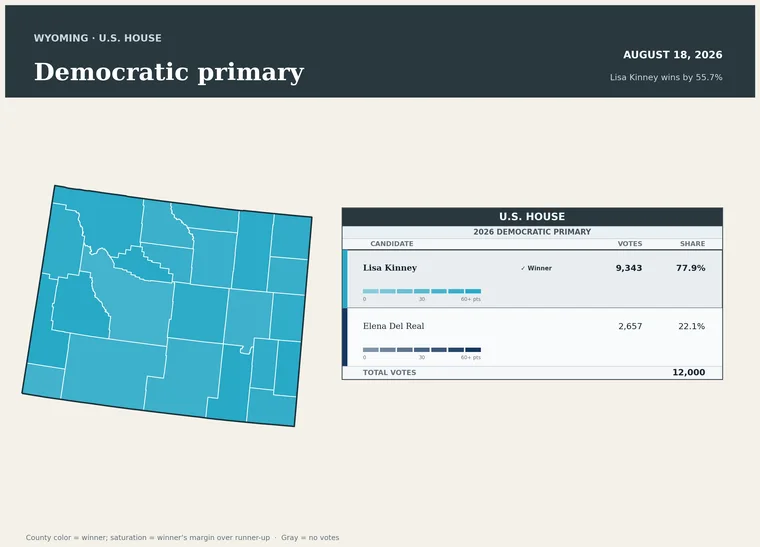 WYOMING · U.S. HOUSE
Democratic primary
AUGUST 18, 2026
Lisa Kinney wins by 55.7%
U.S. HOUSE
2026 DEMOCRATIC PRIMARY
CANDIDATE VOTES SHARE
Lisa Kinney ✓ Winner 9,343 77.9%
0 30 60+ pts
Elena Del Real 2,657 22.1%
0 30 60+ pts
TOTAL VOTES 12,000
County color = winner; saturation = winner's margin over runner-up · Gray = no votes